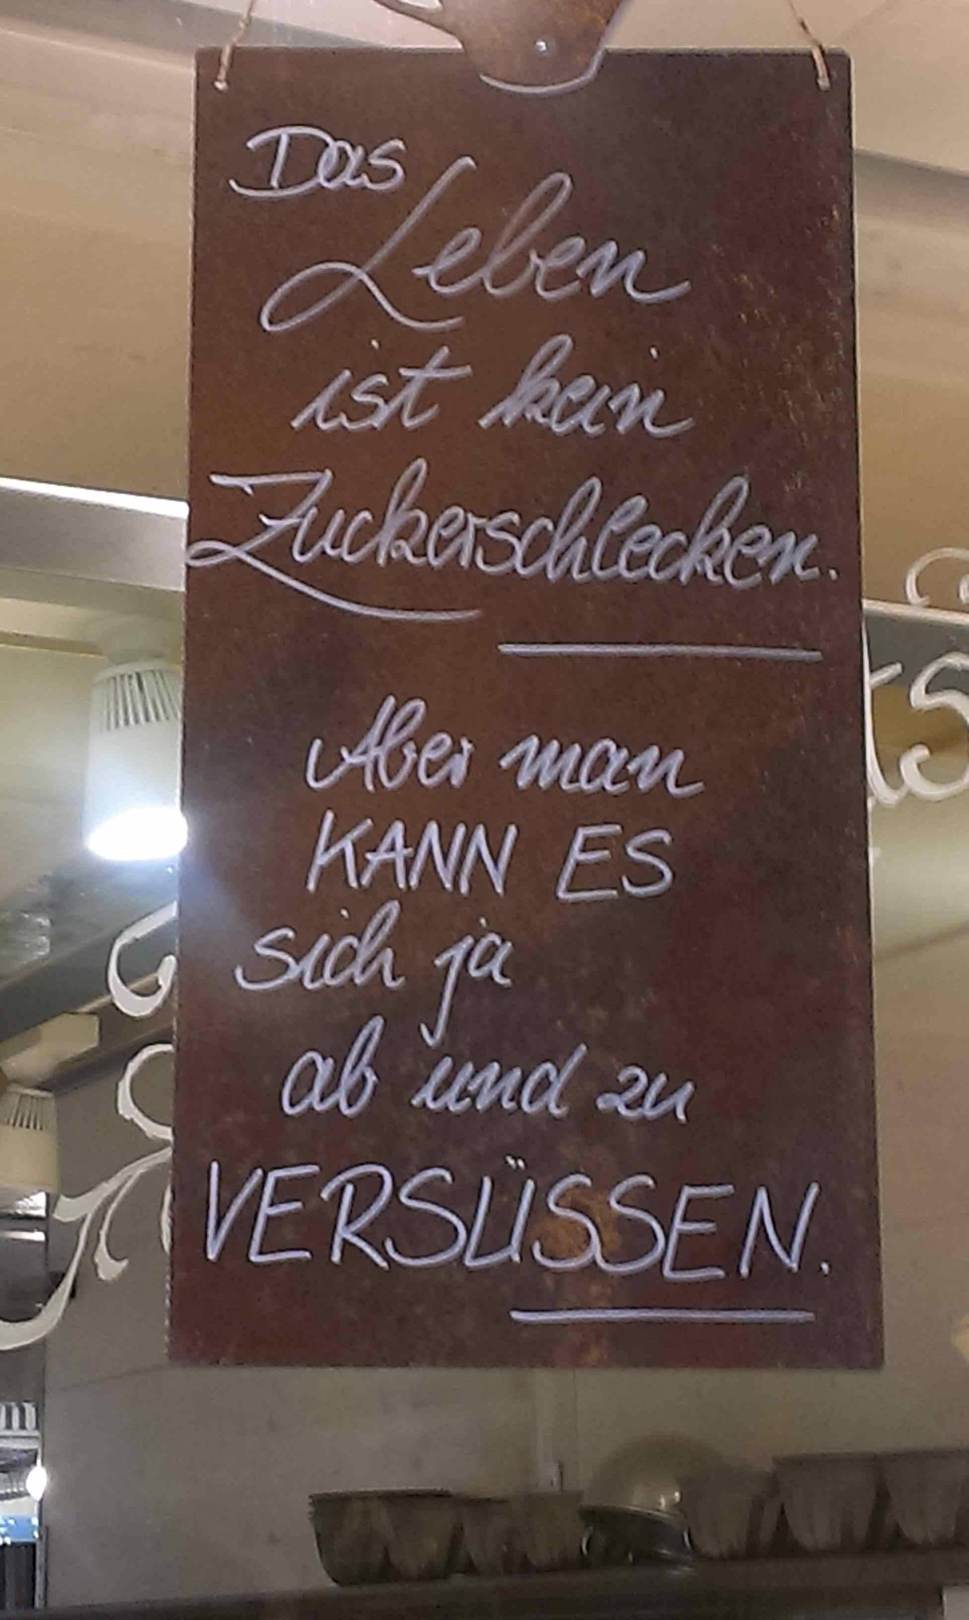 Das
Leben
ist kein
Zuckerschlecken.
Aber man
KANN ES
sich ja
ab und zu
VERSÜSSEN.